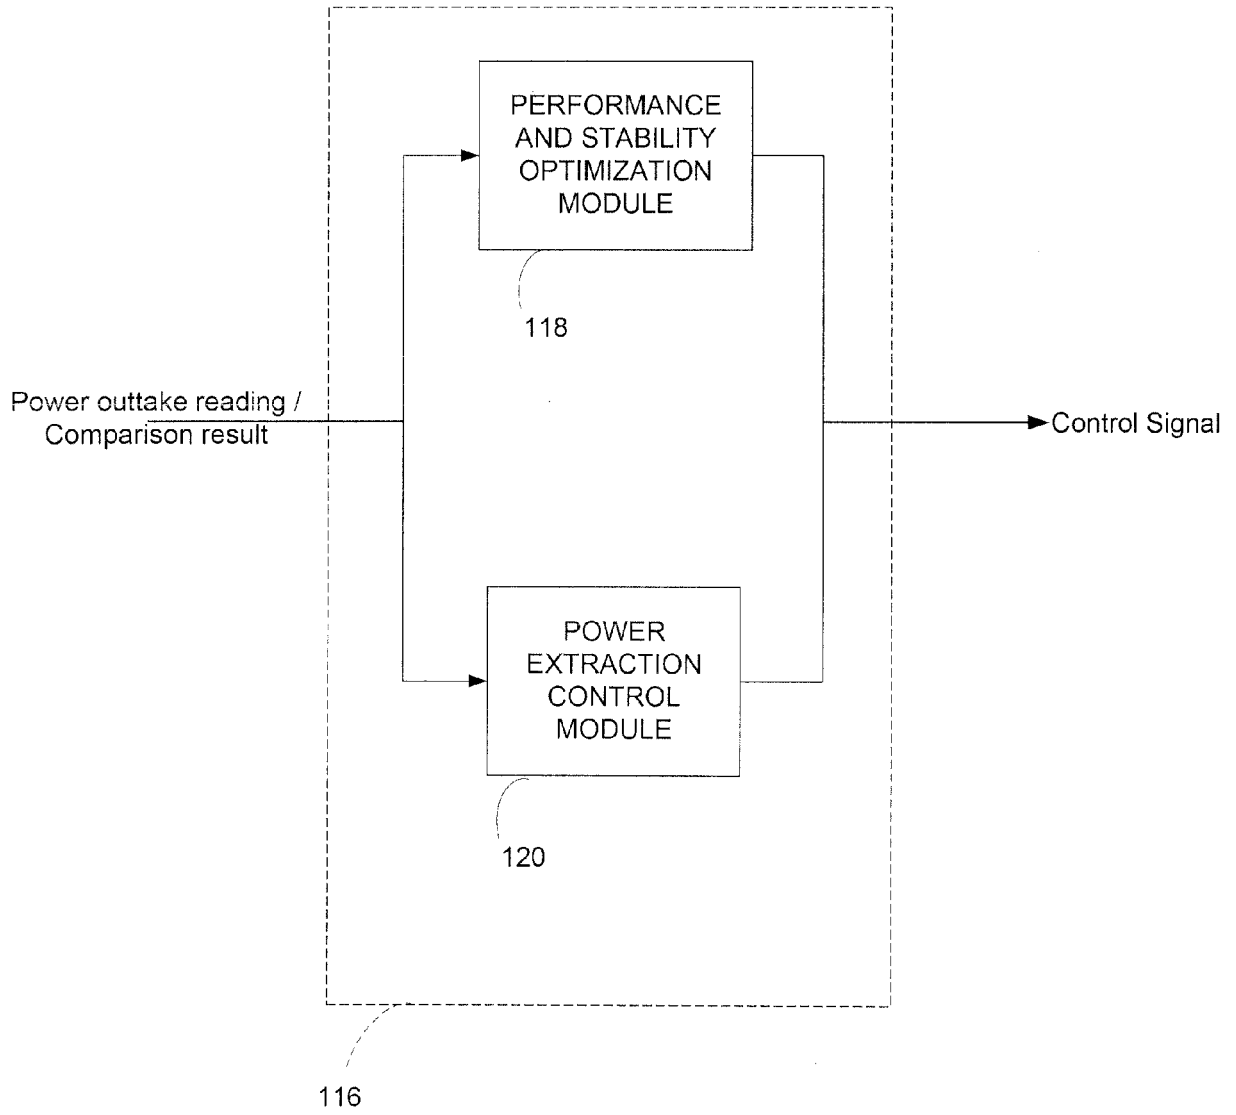 PERFORMANCE
AND STABILITY
OPTIMIZATION
MODULE
118
Power outtake reading /
Comparison result
Control Signal
POWER
EXTRACTION
CONTROL
MODULE
120
116